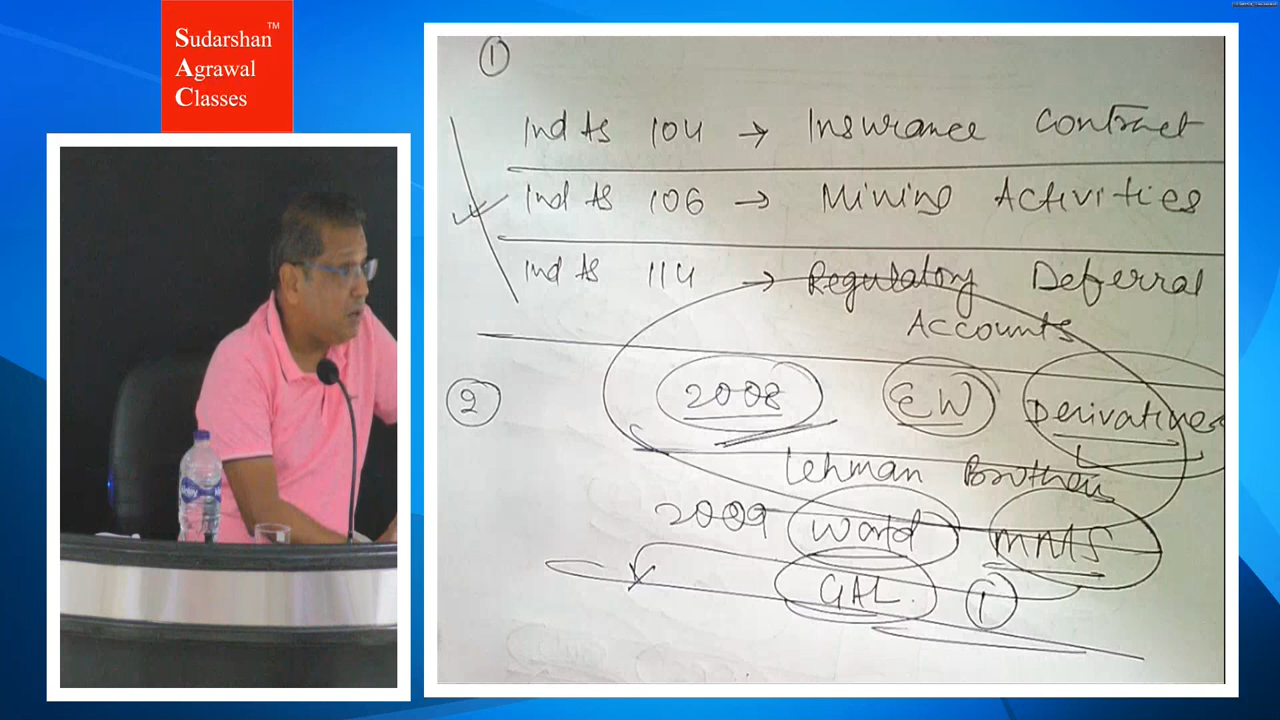 Sudarshan™
Agrawal
Classes
1
Ind As 104 → Insurance Contract
Ind As 106 → Mining Activities
Ind As 114 → Regulatory Deferral
Accounts
2
2008 EW Derivatives
Lehman Brothers
2009 World MMS
GAL. 1